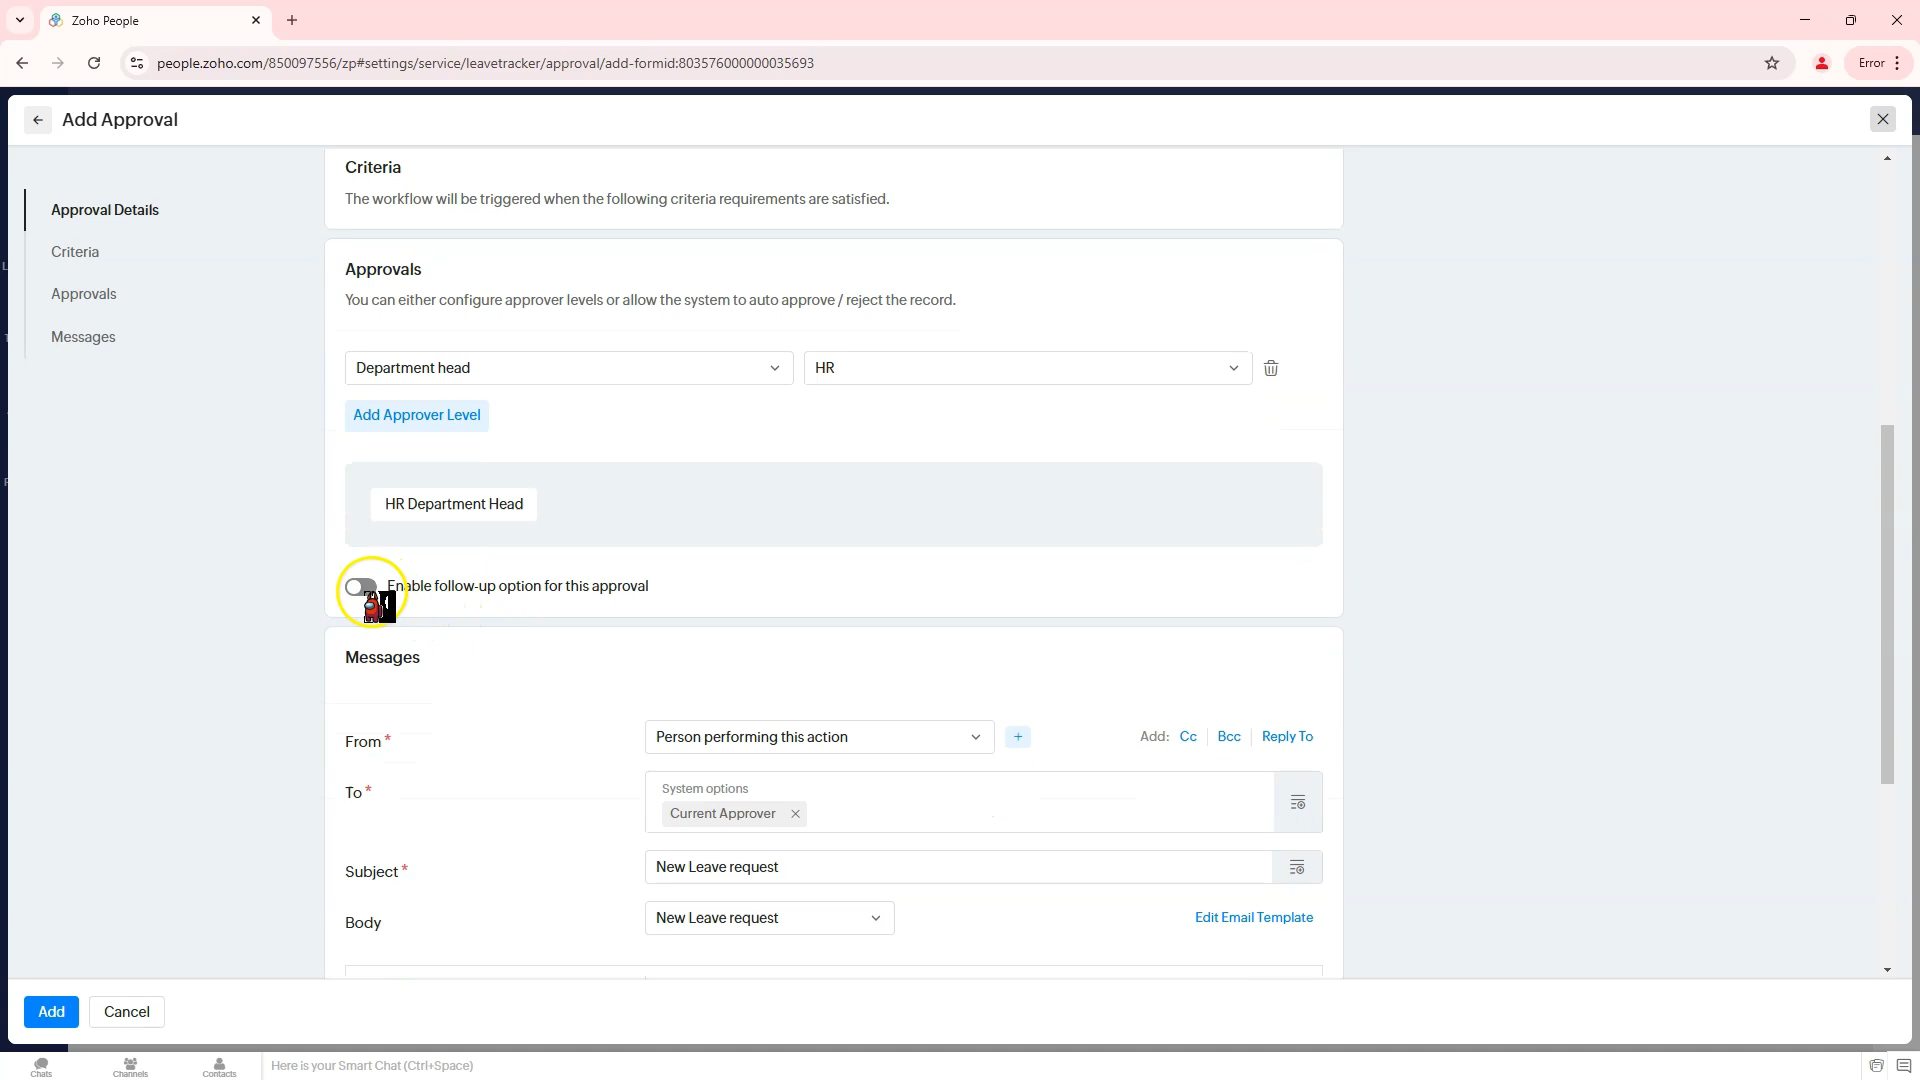 Zoho People
people.zoho.com/850097556/zp#settings/service/leavetracker/approval/add-formid:803576000000035693
Error
Add Approval
Approval Details
Criteria
Approvals
Messages
Criteria
The workflow will be triggered when the following criteria requirements are satisfied.
Approvals
You can either configure approver levels or allow the system to auto approve / reject the record.
Department head
HR
Add Approver Level
HR Department Head
Enable follow-up option for this approval
Messages
From *
Person performing this action
+
Add: Cc Bcc Reply To
To *
System options
Current Approver
Subject *
New Leave request
Body
New Leave request
Edit Email Template
Add
Cancel
Chats
Channels
Contacts
Here is your Smart Chat (Ctrl+Space)